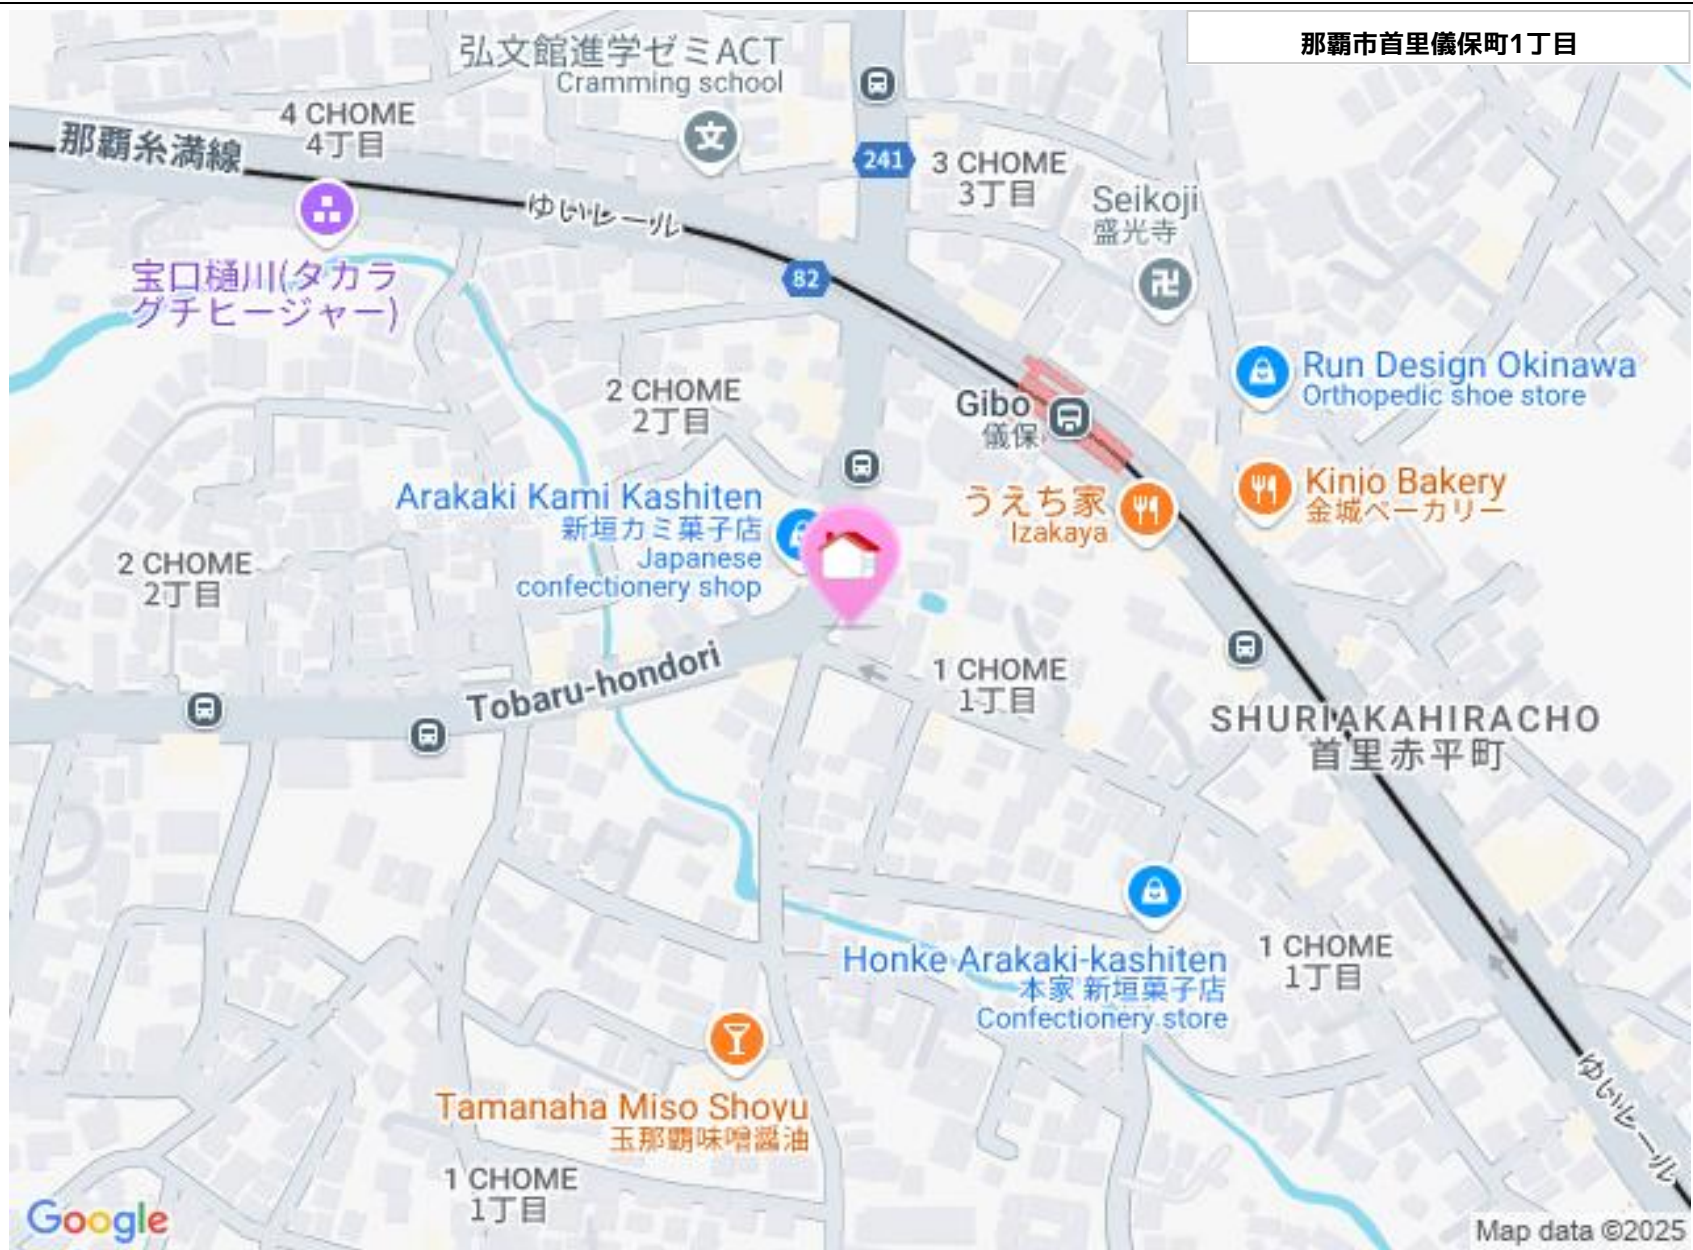 那覇市首里儀保町1丁目
弘文館進学ゼミACT
Cramming school
4 CHOME
4丁目
那覇糸満線
241
3 CHOME
3丁目
ゆいレール
Seikoji
盛光寺
82
宝口樋川(タカラ
グチヒージャー)
Run Design Okinawa
Orthopedic shoe store
2 CHOME
2丁目
Gibo
儀保
Arakaki Kami Kashiten
新垣カミ菓子店
Japanese
confectionery shop
うえち家
Izakaya
Kinjo Bakery
金城ベーカリー
2 CHOME
2丁目
Tobaru-hondori
1 CHOME
1丁目
SHURIAKAHIRACHO
首里赤平町
Honke Arakaki-kashiten
本家 新垣菓子店
Confectionery store
1 CHOME
1丁目
Tamanaha Miso Shoyu
玉那覇味噌醤油
ゆいレール
1 CHOME
1丁目
Google
Map data ©2025